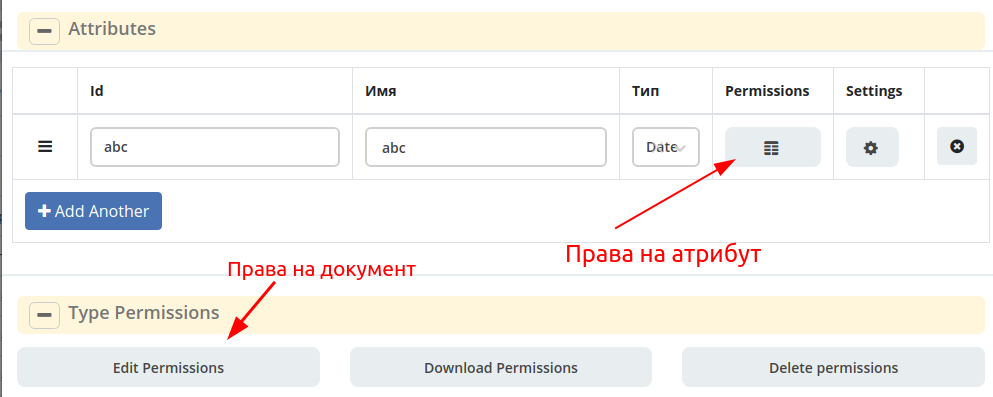 Attributes
Id Имя Тип Permissions Settings
abc abc Date
Add Another
Права на атрибут
Права на документ
Type Permissions
Edit Permissions Download Permissions Delete permissions